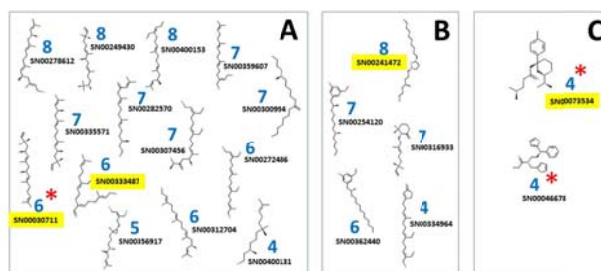 A
8
SN00278612
8
SN00249430
8
SN00400153
7
SN00359607
7
SN00335571
7
SN00282570
7
SN00307456
7
SN00300994
6 *
SN00030711
6
SN00333487
6
SN00272486
5
SN00356917
6
SN00312704
4
SN00400131
B
8
SN00241472
7
SN00254120
7
SN00316933
6
SN00362440
4
SN00334964
C
4 *
SN00073534
4 *
SN00046678